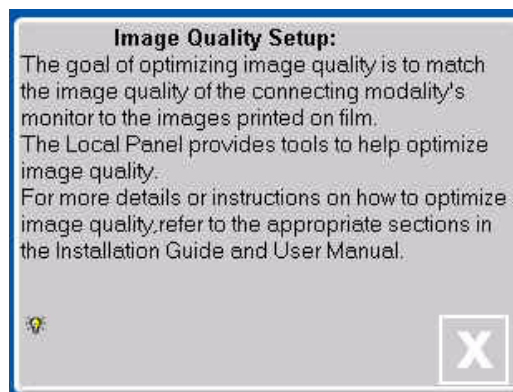 Image Quality Setup:
The goal of optimizing image quality is to match
the image quality of the connecting modality's
monitor to the images printed on film.
The Local Panel provides tools to help optimize
image quality.
For more details or instructions on how to optimize
image quality,refer to the appropriate sections in
the Installation Guide and User Manual.
X